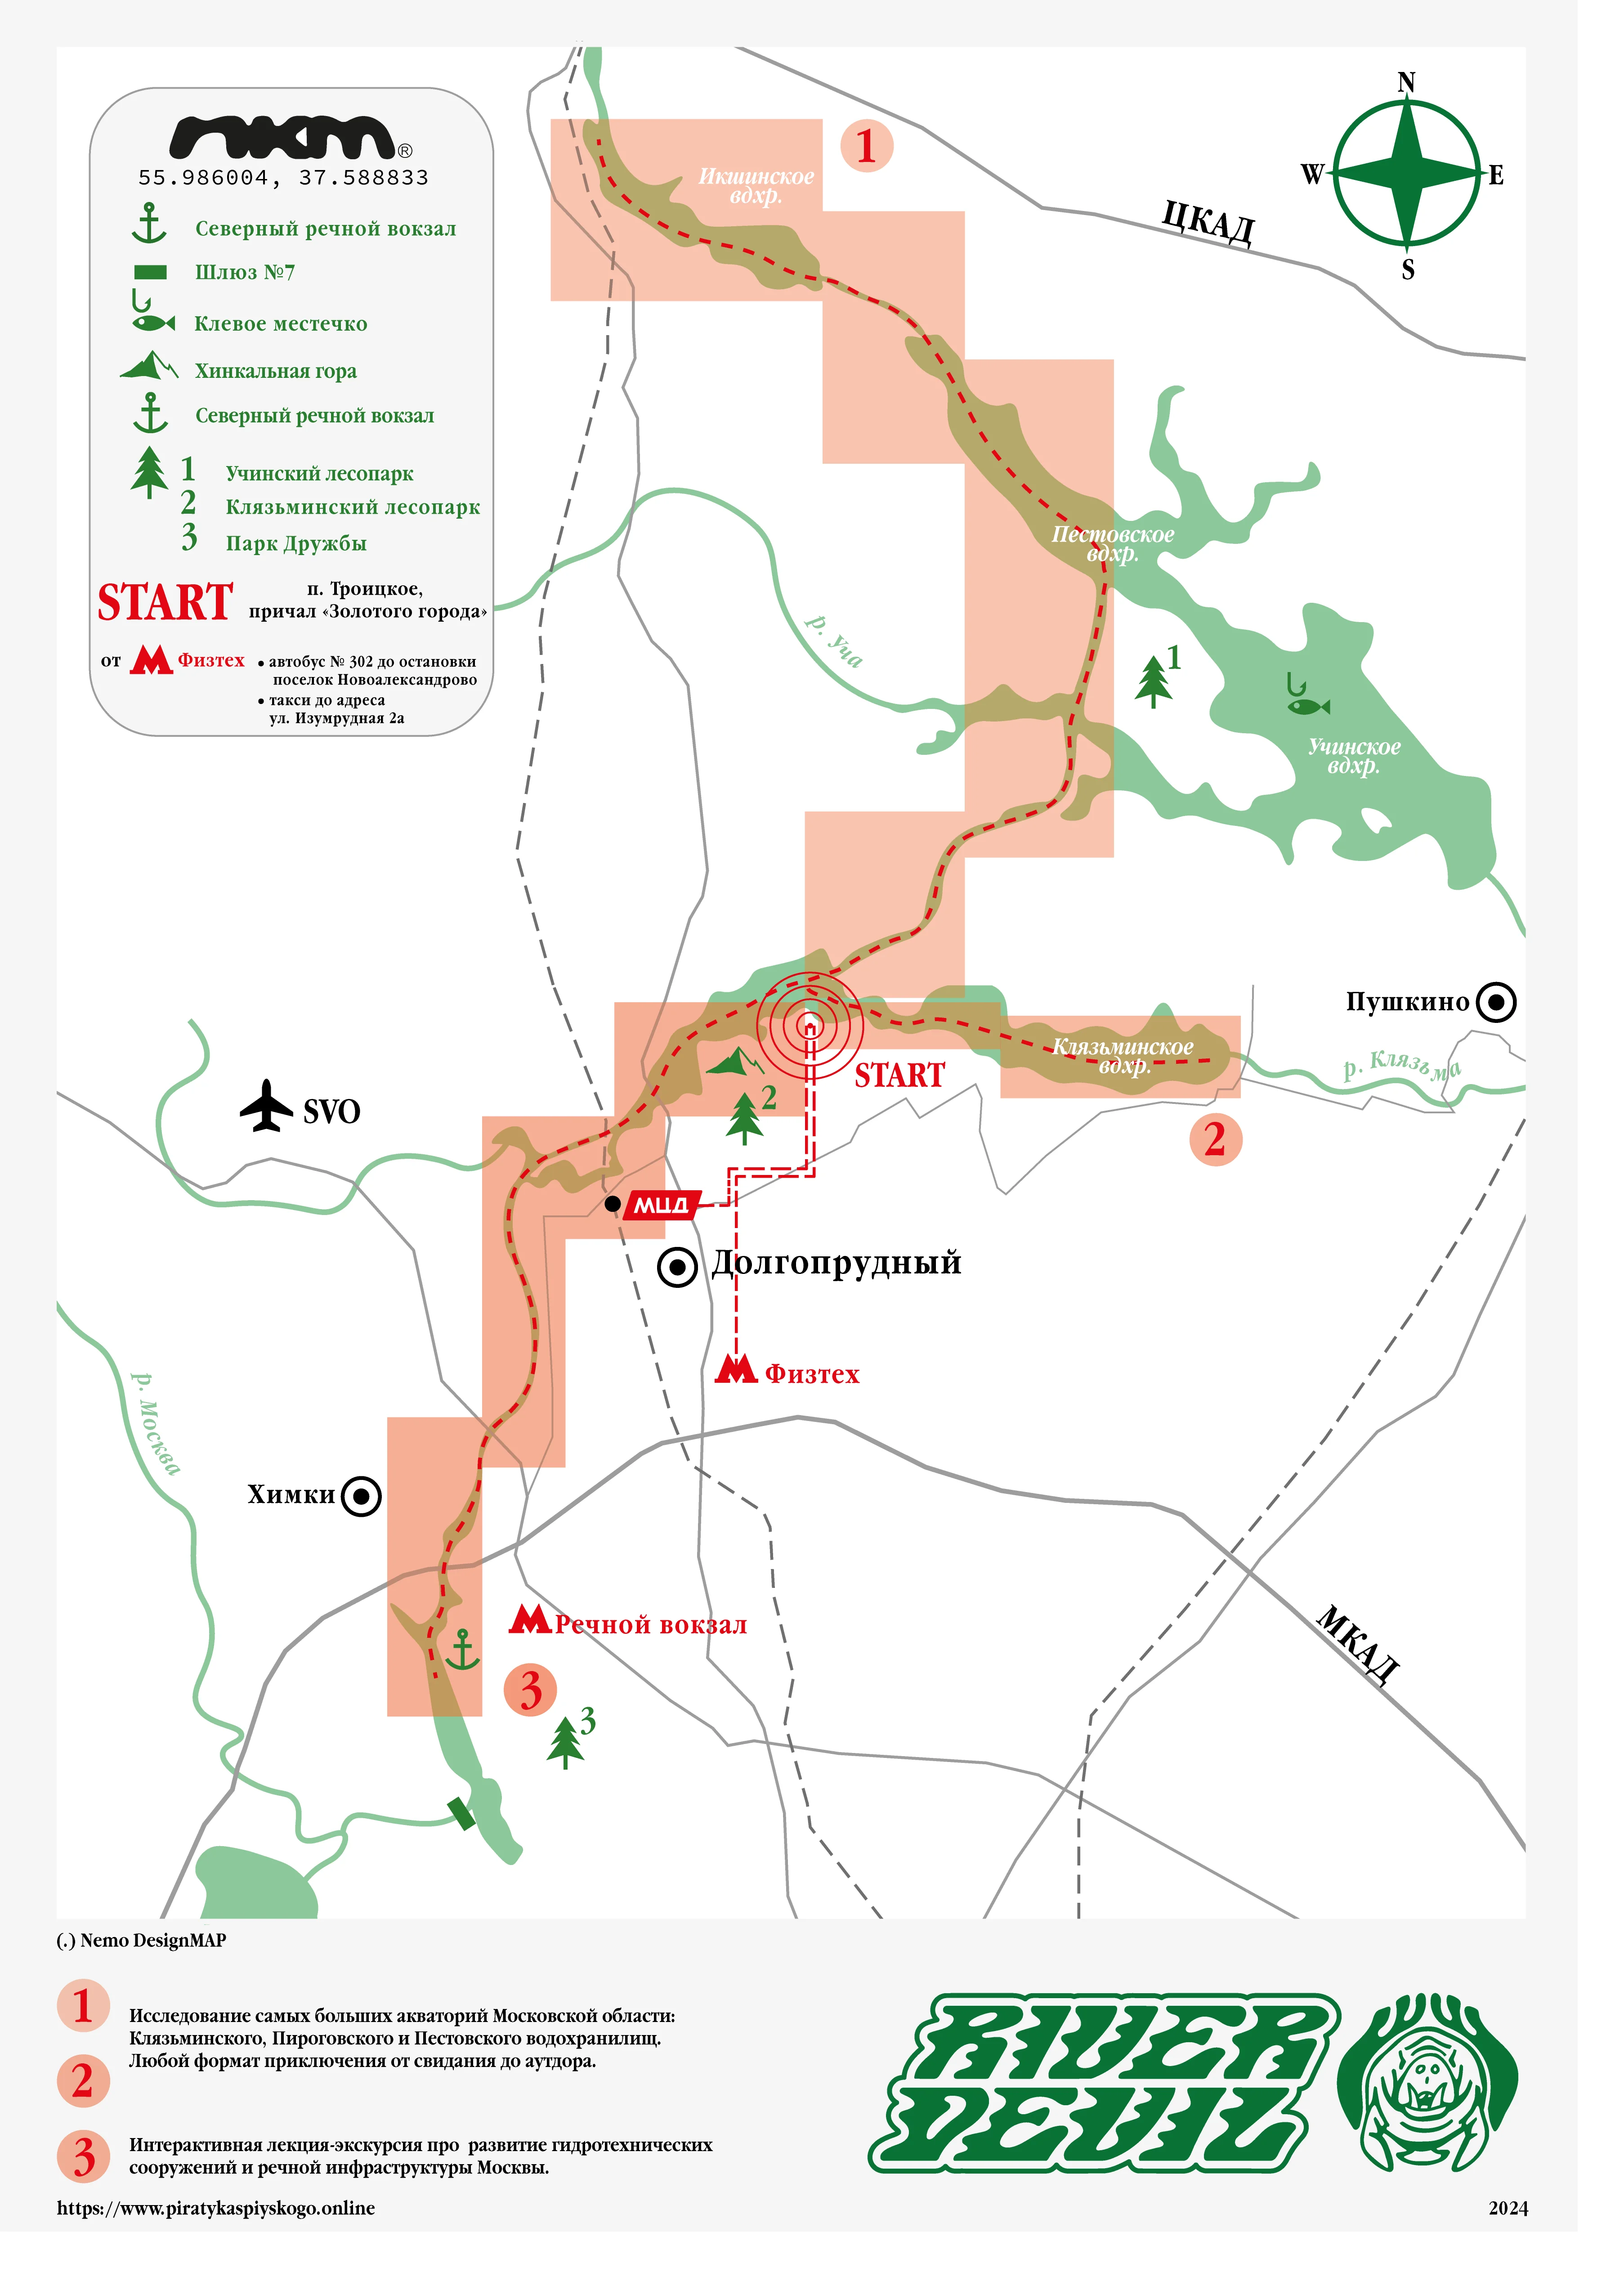 пкт®
55.986004, 37.588833
Северный речной вокзал
Шлюз №7
Клевое местечко
Хинкальная гора
Северный речной вокзал
1 Учинский лесопарк
2 Клязьминский лесопарк
3 Парк Дружбы
START п. Троицкое,
причал «Золотого города»
от М Физтех
• автобус № 302 до остановки
поселок Новоалександрово
• такси до адреса
ул. Изумрудная 2а
N
W E
S
1
Икшинское
вдхр.
ЦКАД
Пестовское
вдхр.
р. Уча
1
Учинское
вдхр.
Пушкино
Клязьминское
вдхр.
р. Клязьма
START
2
2
SVO
МЦД
Долгопрудный
М Физтех
р. Москва
Химки
М Речной вокзал
МКАД
3
3
(.) Nemo DesignMAP
1
Исследование самых больших акваторий Московской области:
Клязьминского, Пироговского и Пестовского водохранилищ.
Любой формат приключения от свидания до аутдора.
2
3
Интерактивная лекция-экскурсия про развитие гидротехнических
сооружений и речной инфраструктуры Москвы.
RIVER
DEVIL
https://www.piratykaspiyskogo.online
2024